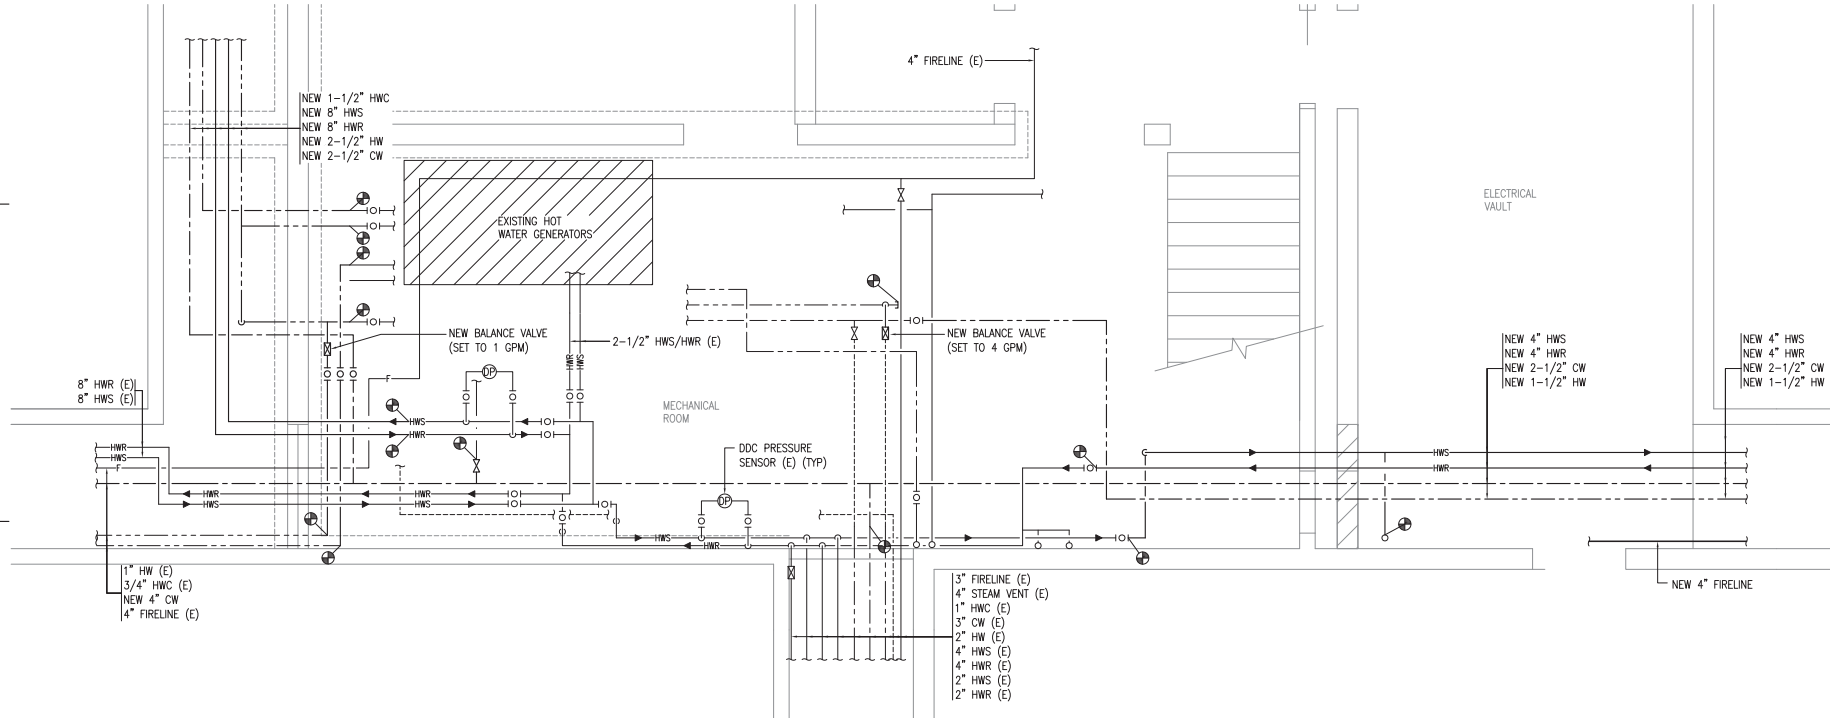 4" FIRELINE (E)
NEW 1-1/2" HWC
NEW 8" HWS
NEW 8" HWR
NEW 2-1/2" HW
NEW 2-1/2" CW
ELECTRICAL
VAULT
EXISTING HOT
WATER GENERATORS
NEW BALANCE VALVE
(SET TO 1 GPM)
2-1/2" HWS/HWR (E)
NEW BALANCE VALVE
(SET TO 4 GPM)
NEW 4" HWS
NEW 4" HWR
NEW 2-1/2" CW
NEW 1-1/2" HW
NEW 4" HWS
NEW 4" HWR
NEW 2-1/2" CW
NEW 1-1/2" HW
HWR
HWS
DP
F
8" HWR (E)
8" HWS (E)
MECHANICAL
ROOM
HWS
HWR
HWR
HWS
F
DDC PRESSURE
SENSOR (E) (TYP)
HWS
HWR
HWR
HWR
HWS
HWS
DP
HWS
HWR
1" HW (E)
3/4" HWC (E)
NEW 4" CW
4" FIRELINE (E)
3" FIRELINE (E)
4" STEAM VENT (E)
1" HWC (E)
3" CW (E)
2" HW (E)
4" HWS (E)
4" HWR (E)
2" HWS (E)
2" HWR (E)
NEW 4" FIRELINE